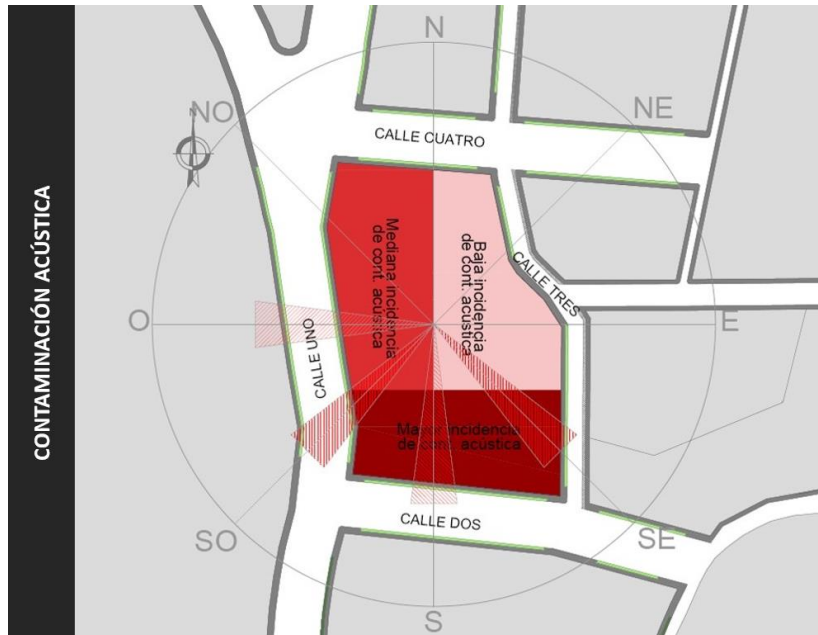 CONTAMINACIÓN ACÚSTICA
N
NO
NE
CALLE CUATRO
Mediana incidencia
de cont. acústica
Baja incidencia
de cont. acústica
CALLE TRES
O
E
CALLE UNO
Mayor incidencia
de cont. acústica
CALLE DOS
SO
SE
S